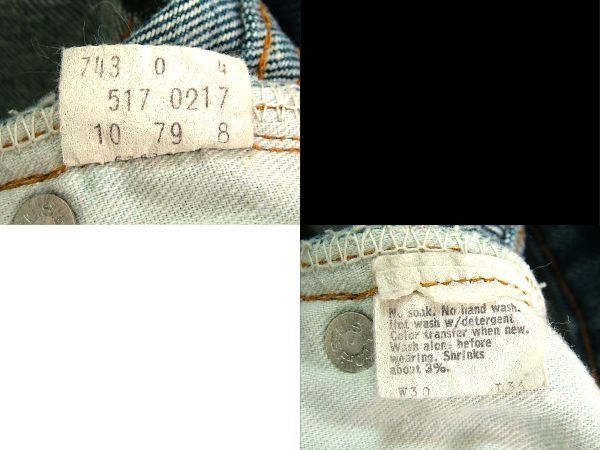 743 0 4
517 0217
10 79 8
No soak. No hand wash.
Hot wash w/detergent
Color transfer when new.
Wash alone before
wearing. Shrinks
about 3%.
W30 L34